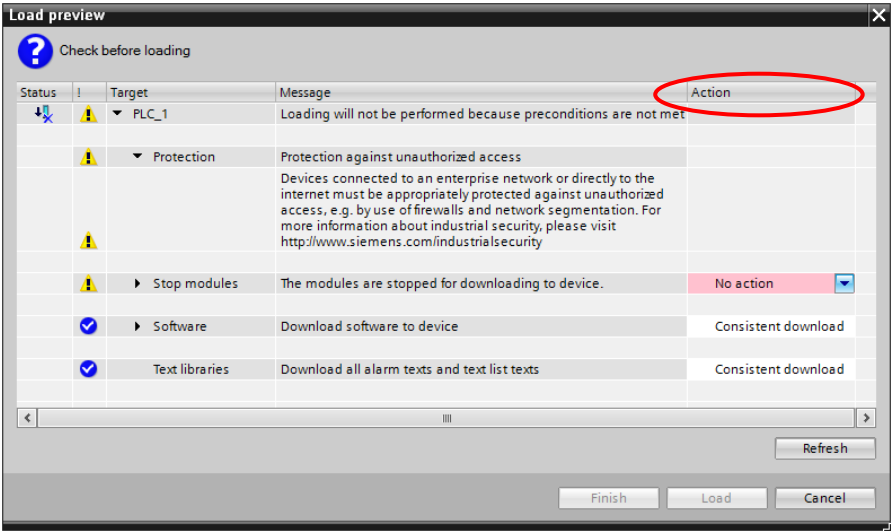 Load preview
Check before loading
Status ! Target Message Action
PLC_1 Loading will not be performed because preconditions are not met
Protection Protection against unauthorized access
Devices connected to an enterprise network or directly to the
internet must be appropriately protected against unauthorized
access, e.g. by use of firewalls and network segmentation. For
more information about industrial security, please visit
http://www.siemens.com/industrialsecurity
Stop modules The modules are stopped for downloading to device. No action
Software Download software to device Consistent download
Text libraries Download all alarm texts and text list texts Consistent download
Refresh
Finish Load Cancel